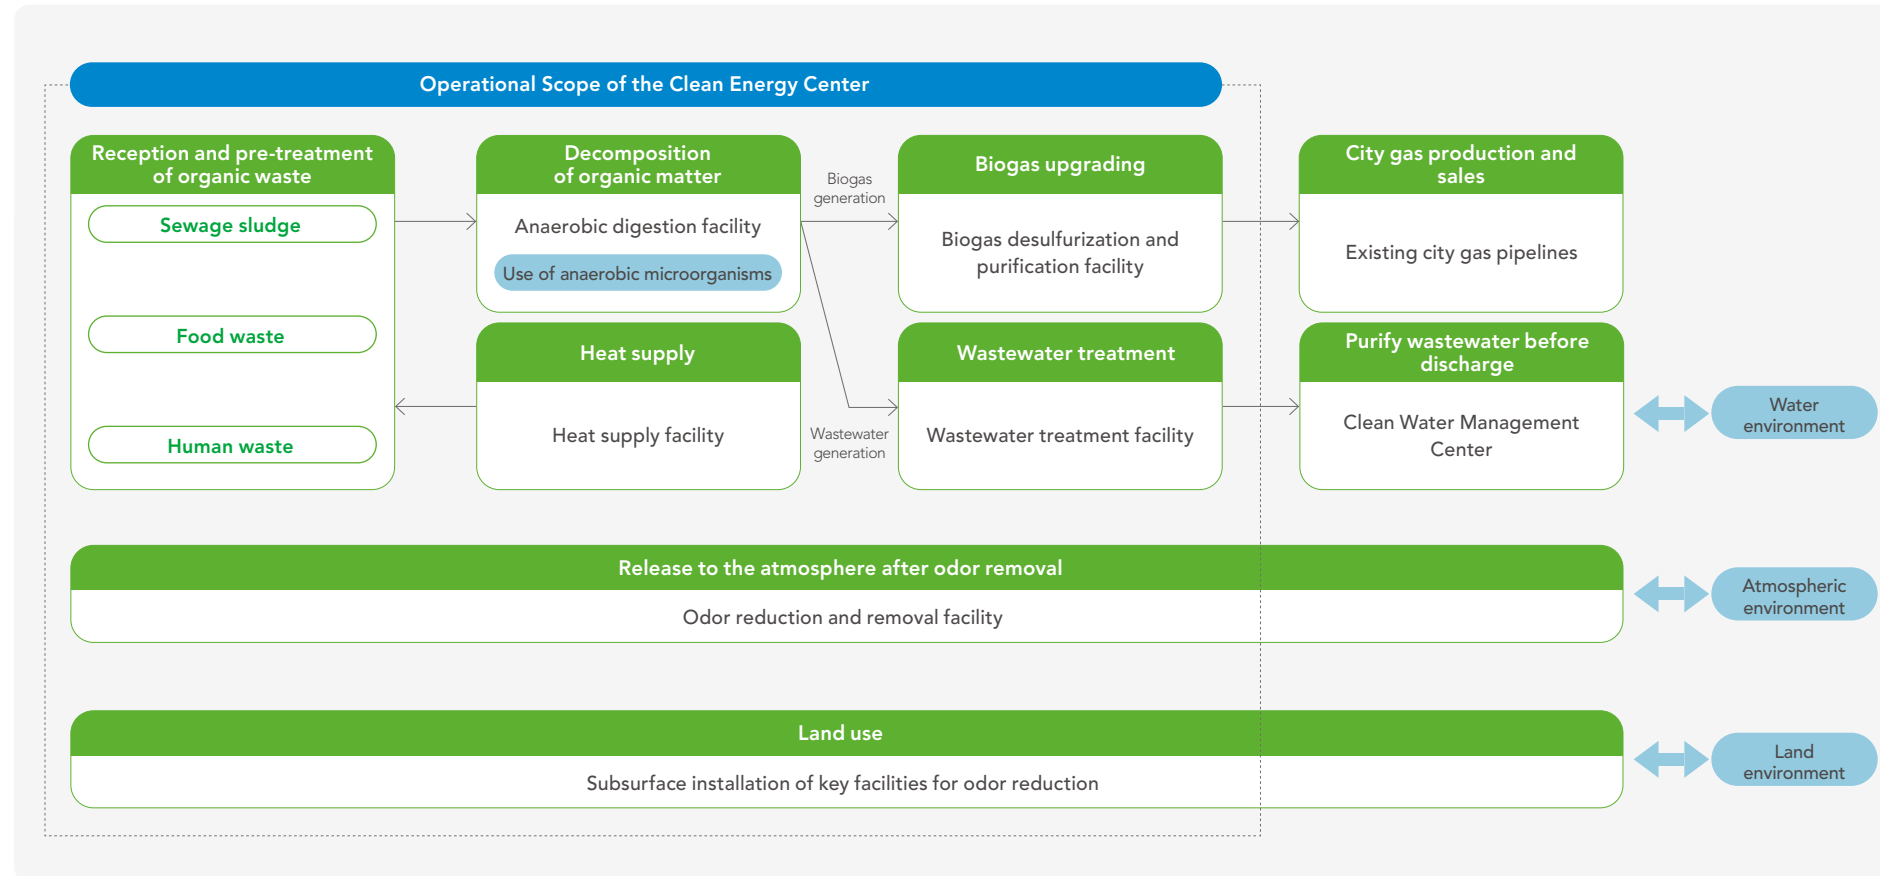 Operational Scope of the Clean Energy Center
Reception and pre-treatment
of organic waste
Sewage sludge
Food waste
Human waste
Decomposition
of organic matter
Anaerobic digestion facility
Use of anaerobic microorganisms
Heat supply
Heat supply facility
Biogas
generation
Wastewater
generation
Biogas upgrading
Biogas desulfurization and
purification facility
Wastewater treatment
Wastewater treatment facility
City gas production and
sales
Existing city gas pipelines
Purify wastewater before
discharge
Clean Water Management
Center
Water
environment
Release to the atmosphere after odor removal
Odor reduction and removal facility
Atmospheric
environment
Land use
Subsurface installation of key facilities for odor reduction
Land
environment